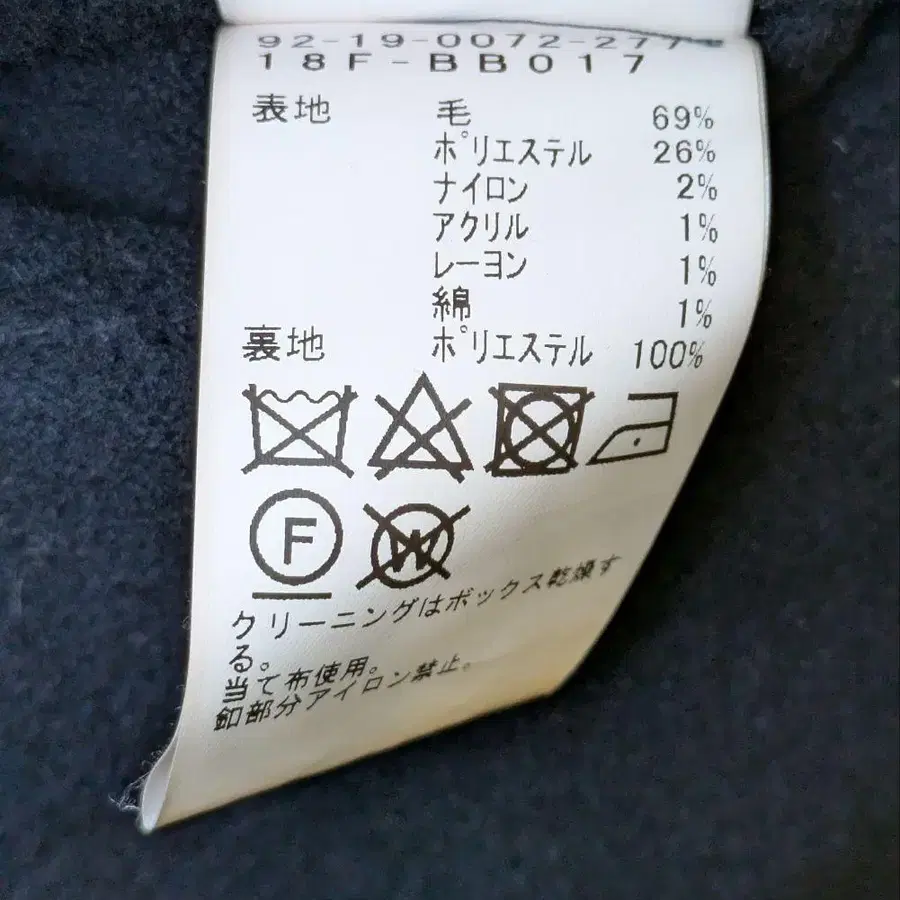 92-19-0072-277
18F-BB017
表地 毛 69%
ポリエステル 26%
ナイロン 2%
アクリル 1%
レーヨン 1%
綿 1%
裏地 ポリエステル 100%
F W
クリーニングはボックス乾燥す
る。
当て布使用。
釦部分アイロン禁止。